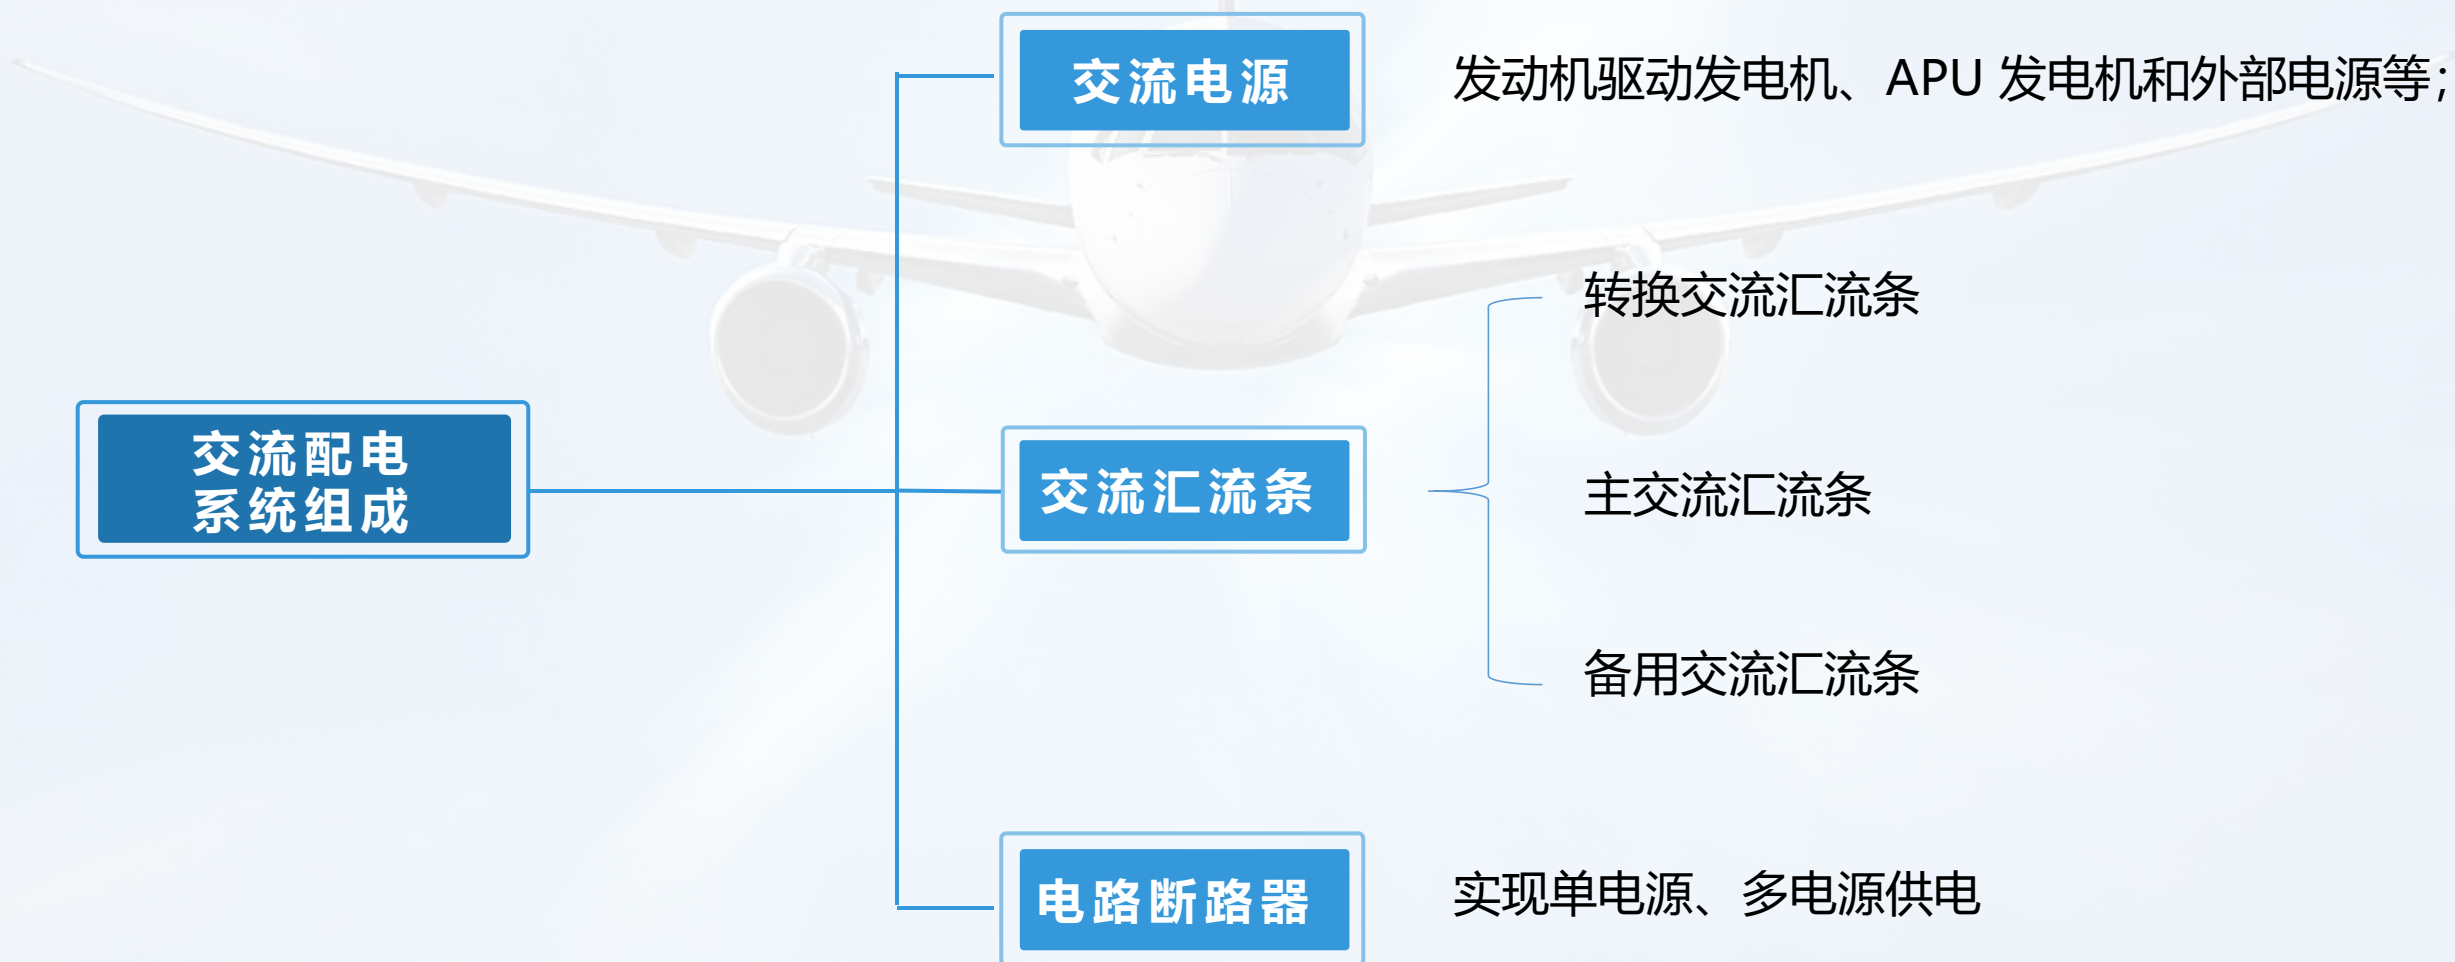 交流电源
发动机驱动发电机、APU 发电机和外部电源等；
转换交流汇流条
交流配电
系统组成
交流汇流条
主交流汇流条
备用交流汇流条
电路断路器
实现单电源、多电源供电